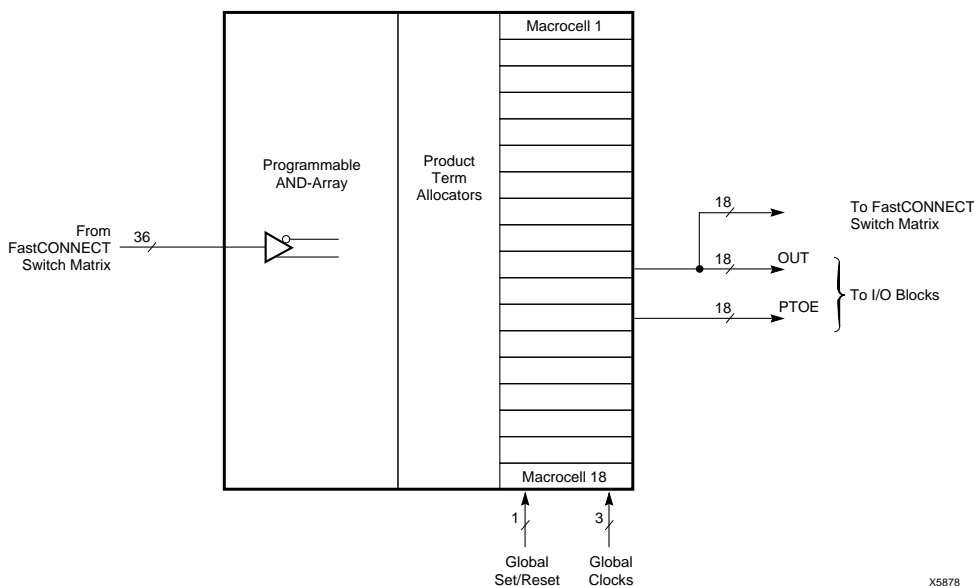 Macrocell 1
Programmable
AND-Array
Product
Term
Allocators
From
FastCONNECT
Switch Matrix
36
18
To FastCONNECT
Switch Matrix
18
OUT
To I/O Blocks
18
PTOE
Macrocell 18
1
3
Global
Set/Reset
Global
Clocks
X5878